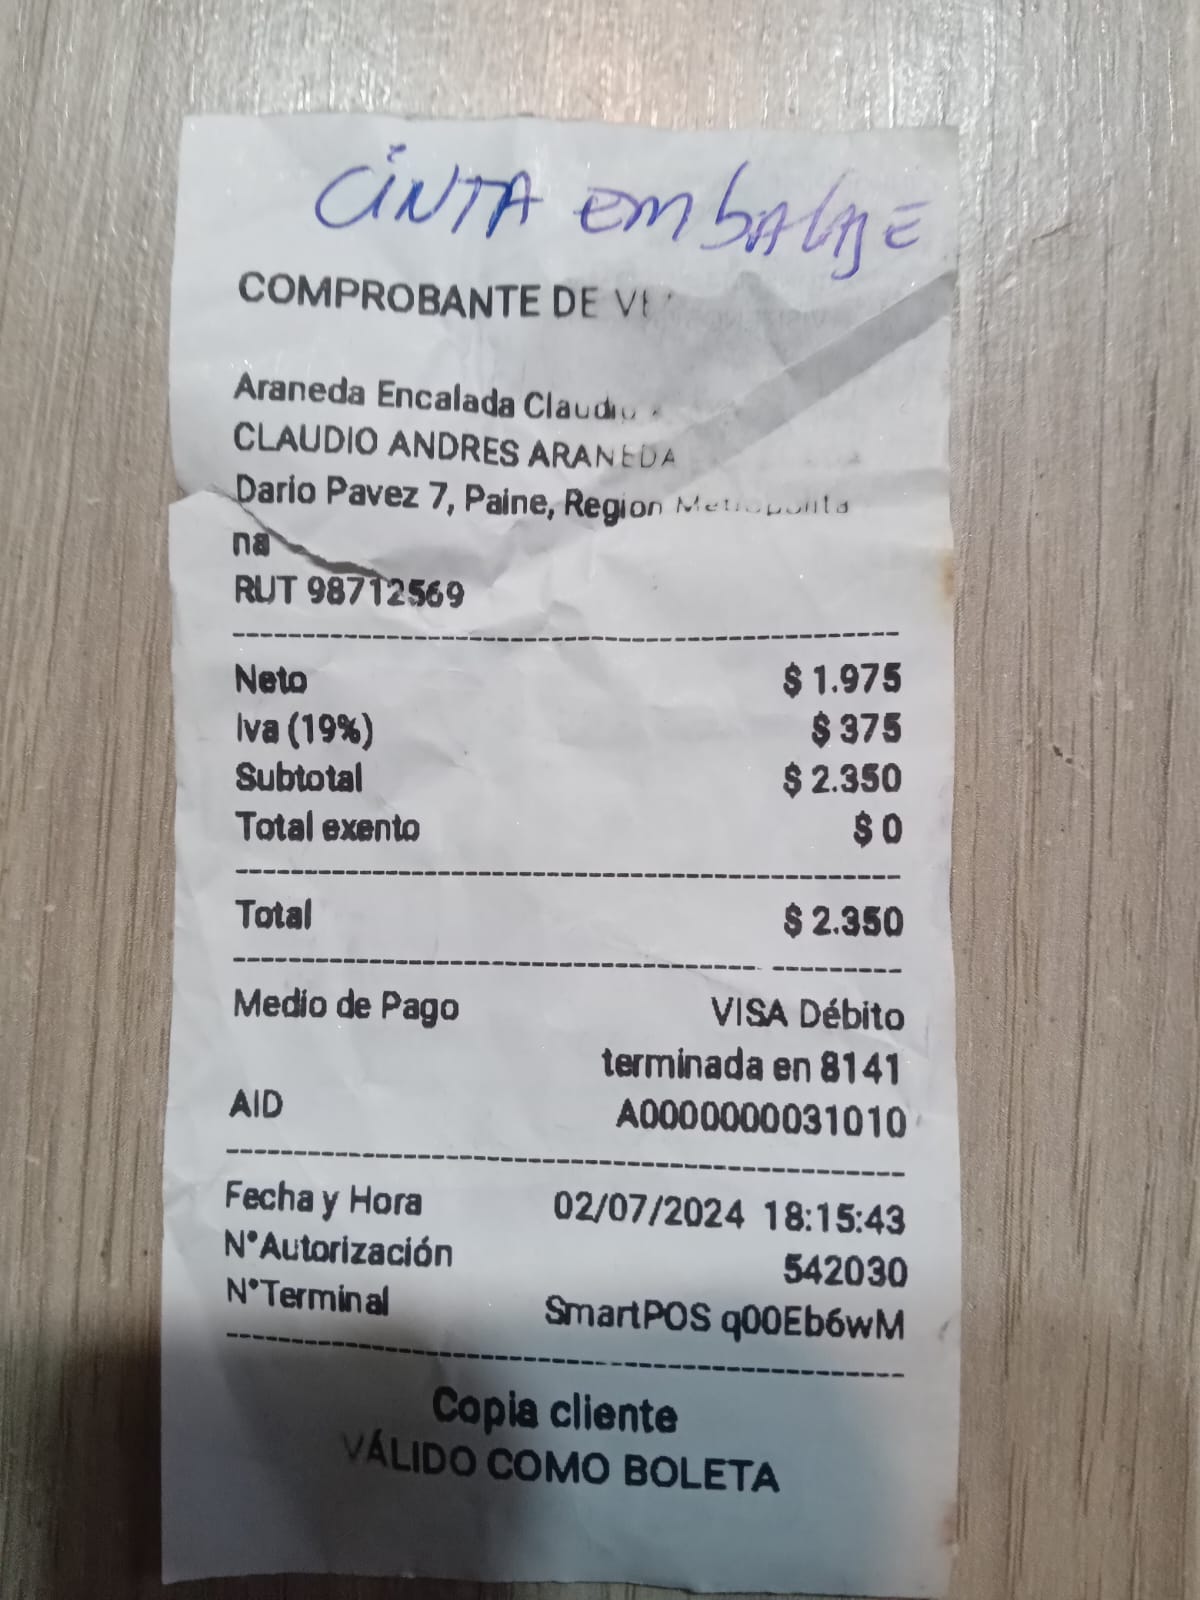 CINTA EMBALAJE
COMPROBANTE DE
Araneda Encalada Claudio
CLAUDIO ANDRES ARANEDA
Dario Pavez 7, Paine, Region Metropolita
na
RUT 98712569
Neto $ 1.975
Iva (19%) $ 375
Subtotal $ 2.350
Total exento $ 0
Total $ 2.350
Medio de Pago VISA Débito
terminada en 8141
AID A0000000031010
Fecha y Hora 02/07/2024 18:15:43
N°Autorización 542030
N°Terminal SmartPOS q00Eb6wM
Copia cliente
VÁLIDO COMO BOLETA